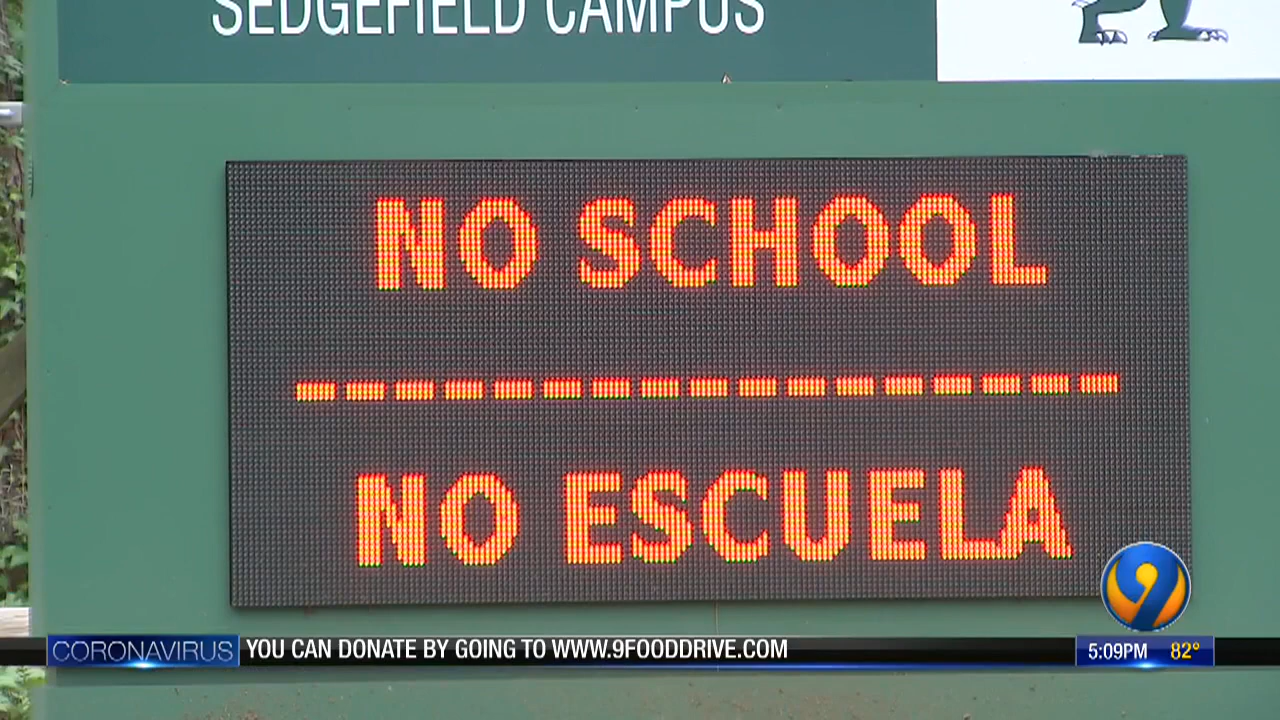 SEDGEFIELD CAMPUS
NO SCHOOL
-----------------
NO ESCUELA
9
CORONAVIRUS YOU CAN DONATE BY GOING TO WWW.9FOODDRIVE.COM 5:09PM 82°